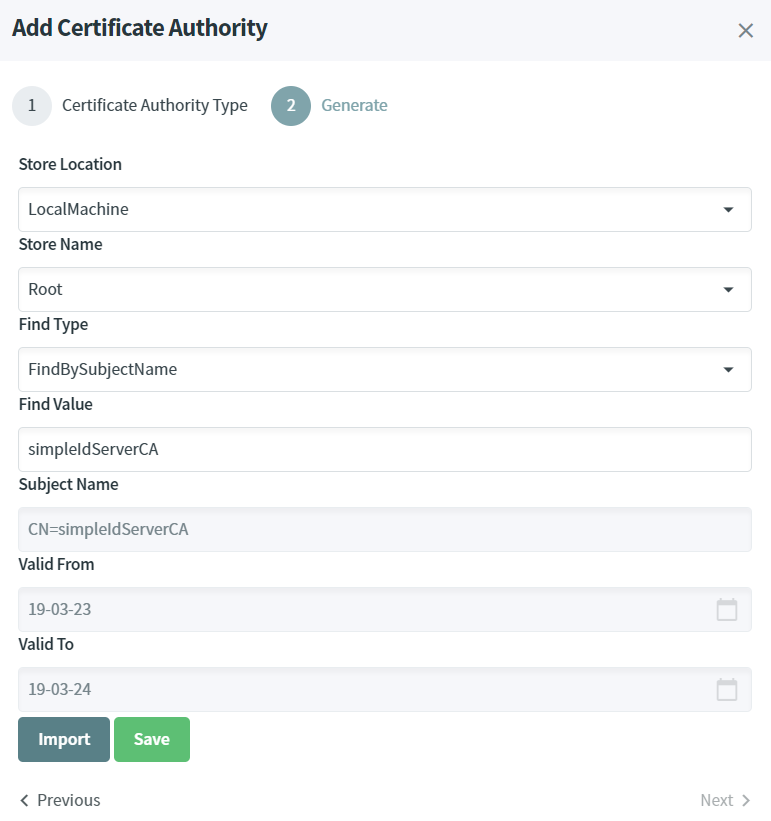 Add Certificate Authority
1 Certificate Authority Type 2 Generate
Store Location
LocalMachine
Store Name
Root
Find Type
FindBySubjectName
Find Value
simpleIdServerCA
Subject Name
CN=simpleIdServerCA
Valid From
19-03-23
Valid To
19-03-24
Import Save
Previous Next